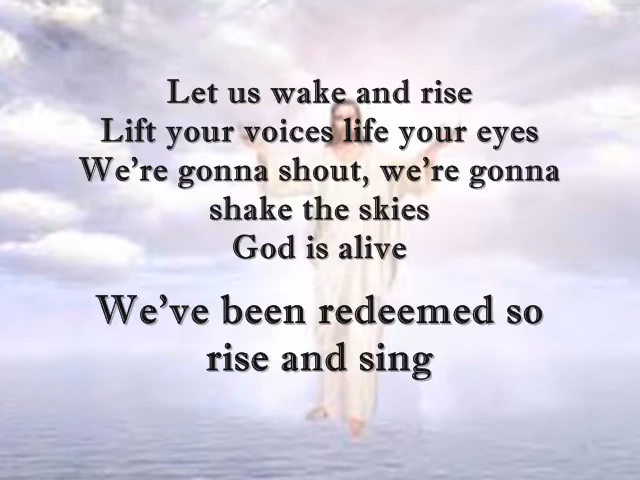 Let us wake and rise
Lift your voices life your eyes
We’re gonna shout, we’re gonna
shake the skies
God is alive
We’ve been redeemed so
rise and sing